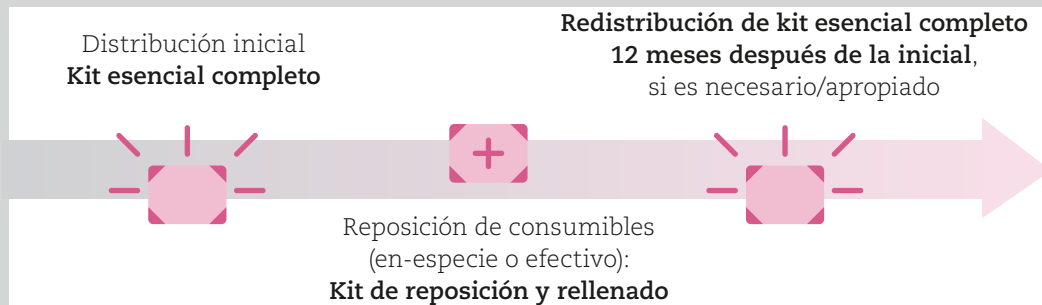 Distribución inicial
Kit esencial completo
Redistribución de kit esencial completo
12 meses después de la inicial,
si es necesario/apropiado
Reposición de consumibles
(en-especie o efectivo):
Kit de reposición y rellenado